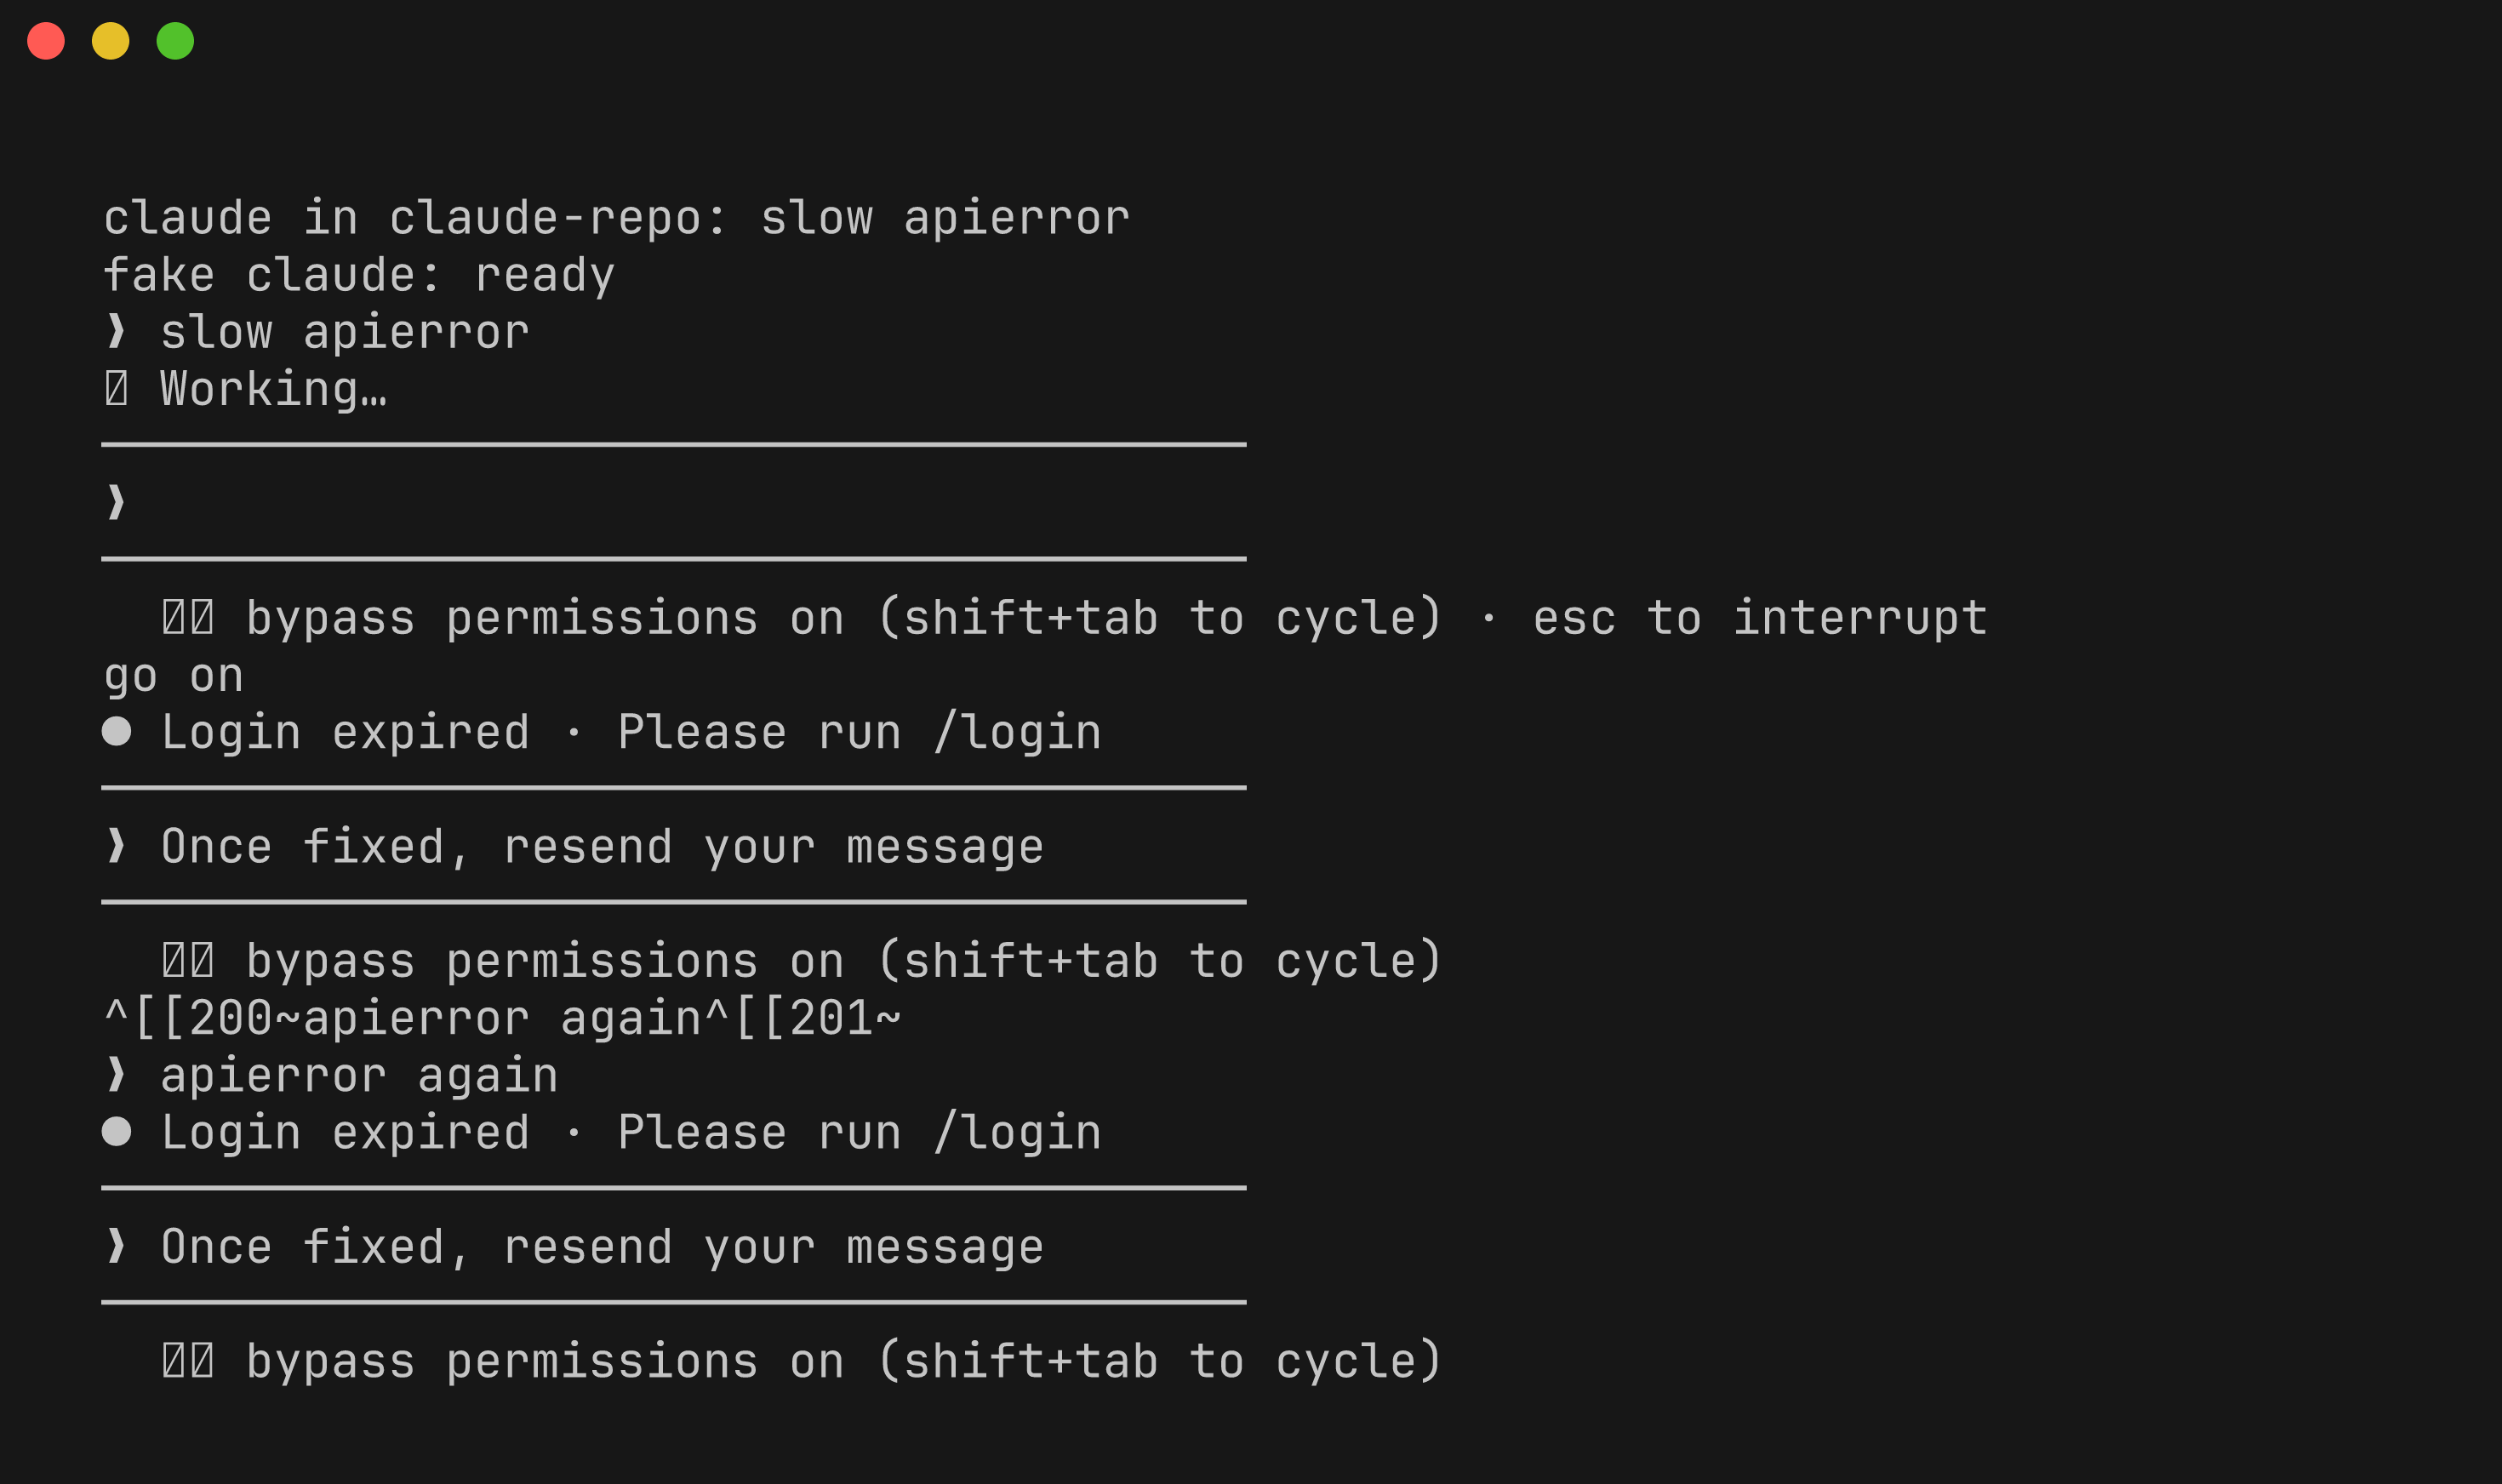 claude in claude-repo: slow apierror
fake claude: ready
❯ slow apierror
Working…
❯
bypass permissions on (shift+tab to cycle) · esc to interrupt
go on
● Login expired · Please run /login
❯ Once fixed, resend your message
bypass permissions on (shift+tab to cycle)
^[[200~apierror again^[[201~
❯ apierror again
● Login expired · Please run /login
❯ Once fixed, resend your message
bypass permissions on (shift+tab to cycle)